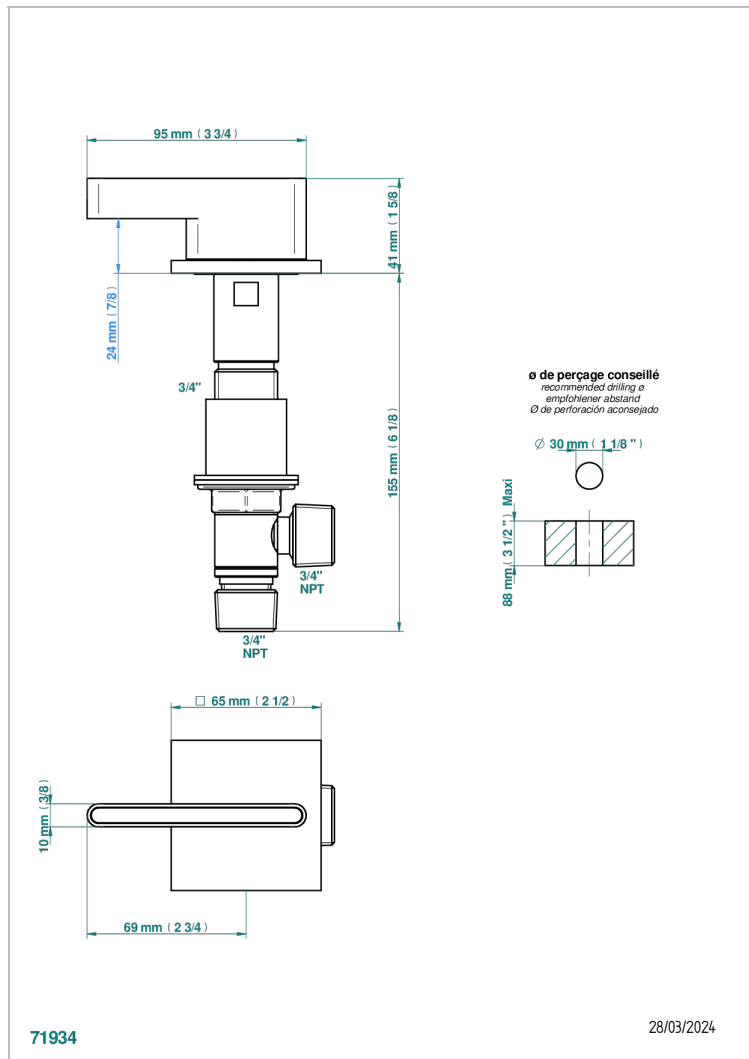 95 mm ( 3 3/4 )
41 mm ( 1 5/8 )
24 mm ( 7/8 )
3/4"
155 mm ( 6 1/8 )
3/4"
NPT
3/4"
NPT
ø de perçage conseillé
recommended drilling ø
empfohlener abstand
Ø de perforación aconsejado
∅ 30 mm ( 1 1/8 " )
88 mm ( 3 1/2 " ) Maxi
□ 65 mm ( 2 1/2 )
10 mm ( 3/8 )
69 mm ( 2 3/4 )
71934
28/03/2024